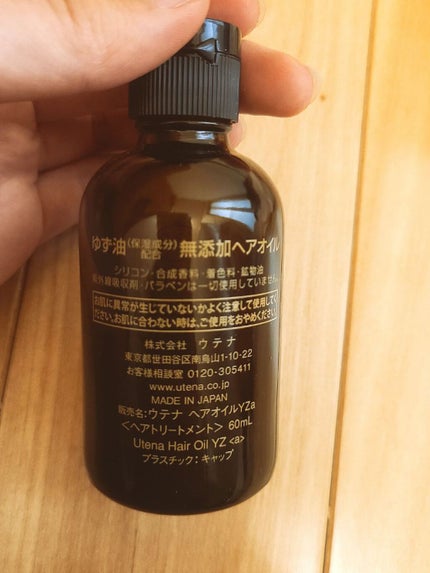 ゆず油(保湿成分)配合 無添加ヘアオイル
シリコン・合成香料・着色料・鉱物油
紫外線吸収剤・パラベンは一切使用していません。
お肌に異常が生じていないかよく注意して使用してく
ださい。お肌に合わない時は、ご使用をおやめください。
株式会社 ウテナ
東京都世田谷区南烏山1-10-22
お客様相談室 0120-305411
www.utena.co.jp
MADE IN JAPAN
販売名:ウテナ ヘアオイルYZa
〈ヘアトリートメント〉 60mL
Utena Hair Oil YZ <a>
プラスチック:キャップ